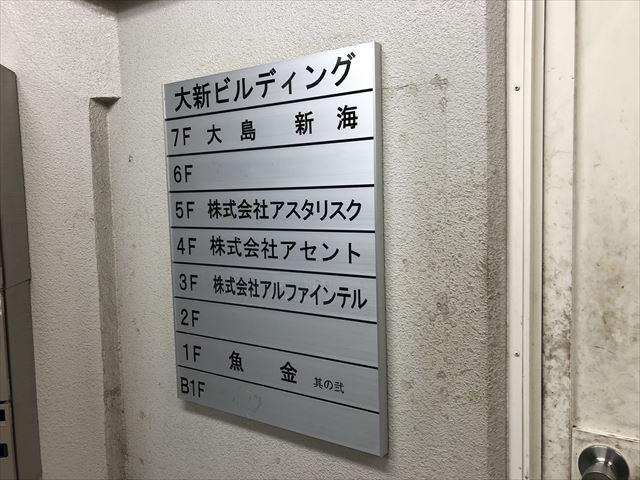 大新ビルディング
7F 大島 新海
6F
5F 株式会社アスタリスク
4F 株式会社アセント
3F 株式会社アルファインテル
2F
1F 魚金 其の弐
B1F